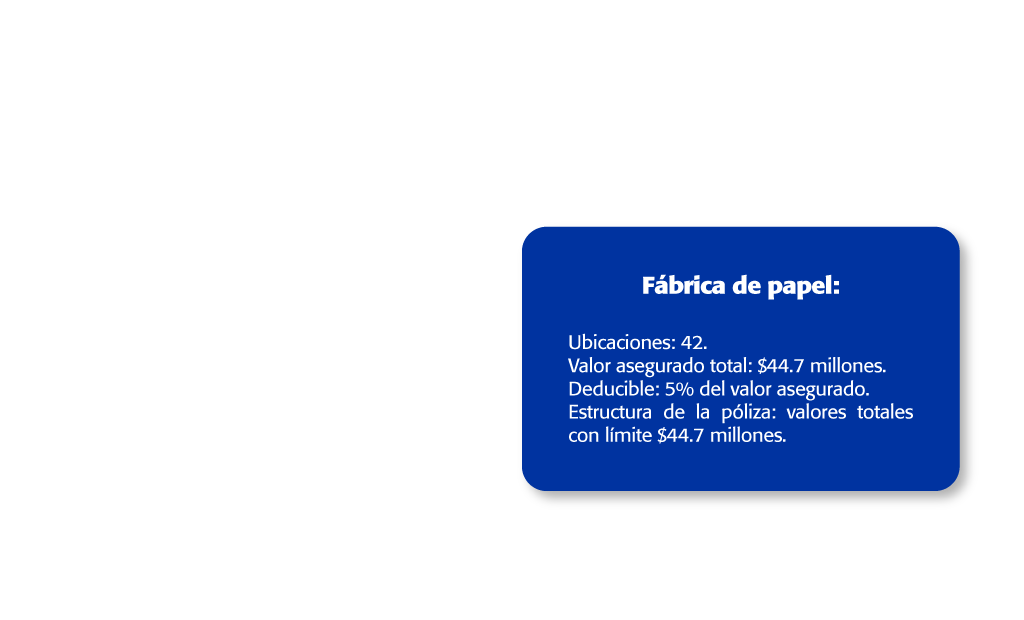 Fábrica de papel:
Ubicaciones: 42.
Valor asegurado total: $44.7 millones.
Deducible: 5% del valor asegurado.
Estructura de la póliza: valores totales
con límite $44.7 millones.